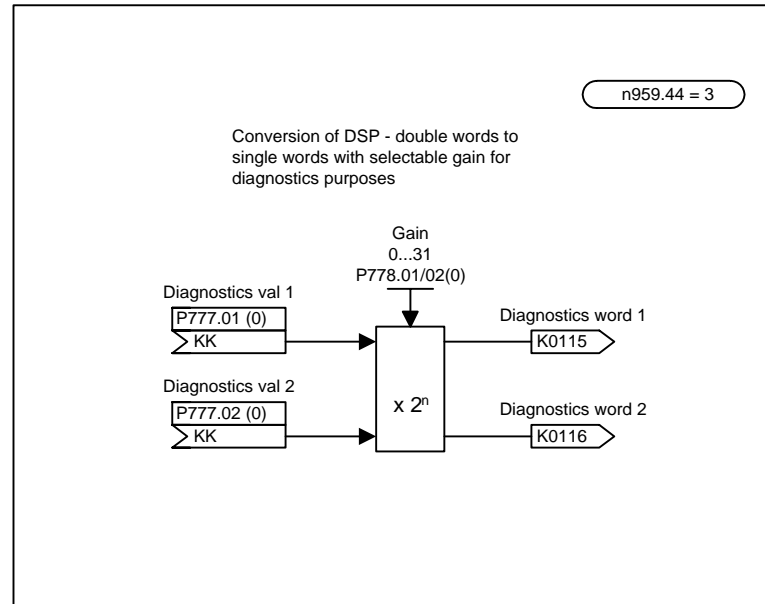 n959.44 = 3
Conversion of DSP - double words to
single words with selectable gain for
diagnostics purposes
Gain
0...31
P778.01/02(0)
Diagnostics val 1
P777.01 (0)
KK
Diagnostics word 1
K0115
Diagnostics val 2
P777.02 (0)
KK
x 2ⁿ
Diagnostics word 2
K0116